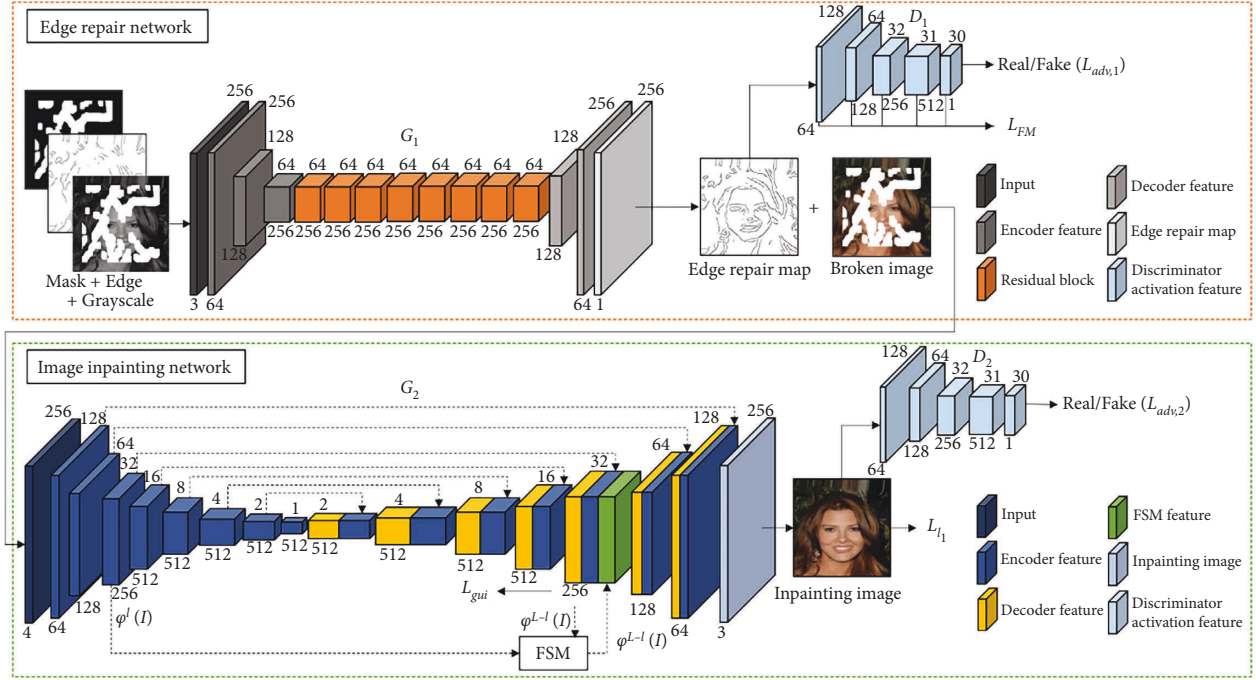 Edge repair network
256
256
128
64
64
64
64
64
64
64
64
64
128
256
256
G1
256
256
256
256
256
256
256
256
256
128
128
3
64
64
1
Mask + Edge
+ Grayscale
128
64
32
31
30
D1
64
128
256
512
1
Real/Fake (Ladv,1)
LFM
+
Edge repair map
Broken image
Input
Encoder feature
Residual block
Decoder feature
Edge repair map
Discriminator
activation feature
Image inpainting network
G2
256
128
64
32
16
8
4
2
1
2
4
8
16
32
64
128
256
4
64
128
256
512
512
512
512
512
512
512
512
512
512
256
128
64
3
φl (I)
Lgui
φL–l (I)
φL–l (I)
FSM
128
64
32
31
30
D2
64
128
256
512
1
Real/Fake (Ladv,2)
Ll1
Inpainting image
Input
Encoder feature
Decoder feature
FSM feature
Inpainting image
Discriminator
activation feature